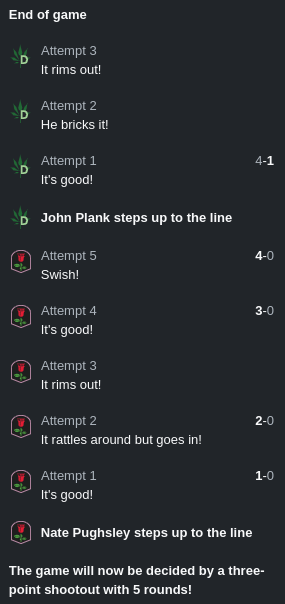 End of game
Attempt 3
It rims out!
D
Attempt 2
He bricks it!
D
Attempt 1 4-1
It's good!
D
John Plank steps up to the line
D
Attempt 5 4-0
Swish!
Attempt 4 3-0
It's good!
Attempt 3
It rims out!
Attempt 2 2-0
It rattles around but goes in!
Attempt 1 1-0
It's good!
Nate Pughsley steps up to the line
The game will now be decided by a three-
point shootout with 5 rounds!